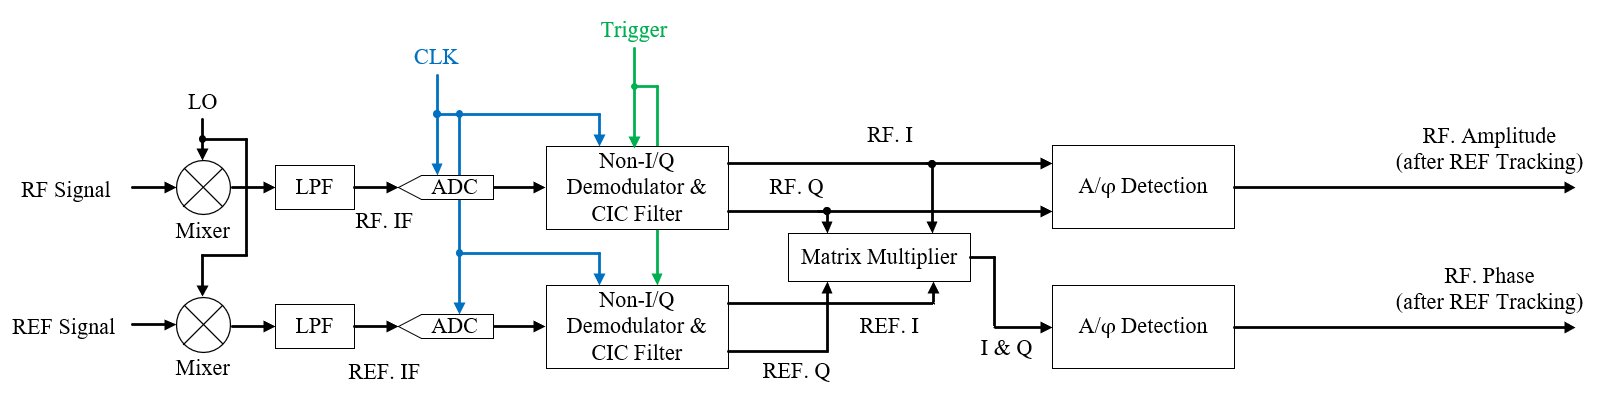 Trigger
CLK
LO
RF Signal
Mixer
LPF
RF. IF
ADC
Non-I/Q
Demodulator &
CIC Filter
RF. I
RF. Q
A/φ Detection
RF. Amplitude
(after REF Tracking)
Matrix Multiplier
REF Signal
Mixer
LPF
REF. IF
ADC
Non-I/Q
Demodulator &
CIC Filter
REF. I
REF. Q
I & Q
A/φ Detection
RF. Phase
(after REF Tracking)